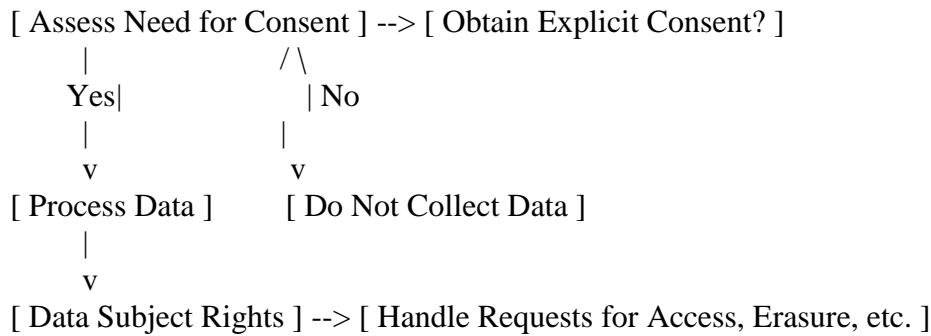 [ Assess Need for Consent ] --> [ Obtain Explicit Consent? ]
| / \
Yes| | No
| |
v v
[ Process Data ] [ Do Not Collect Data ]
|
v
[ Data Subject Rights ] --> [ Handle Requests for Access, Erasure, etc. ]